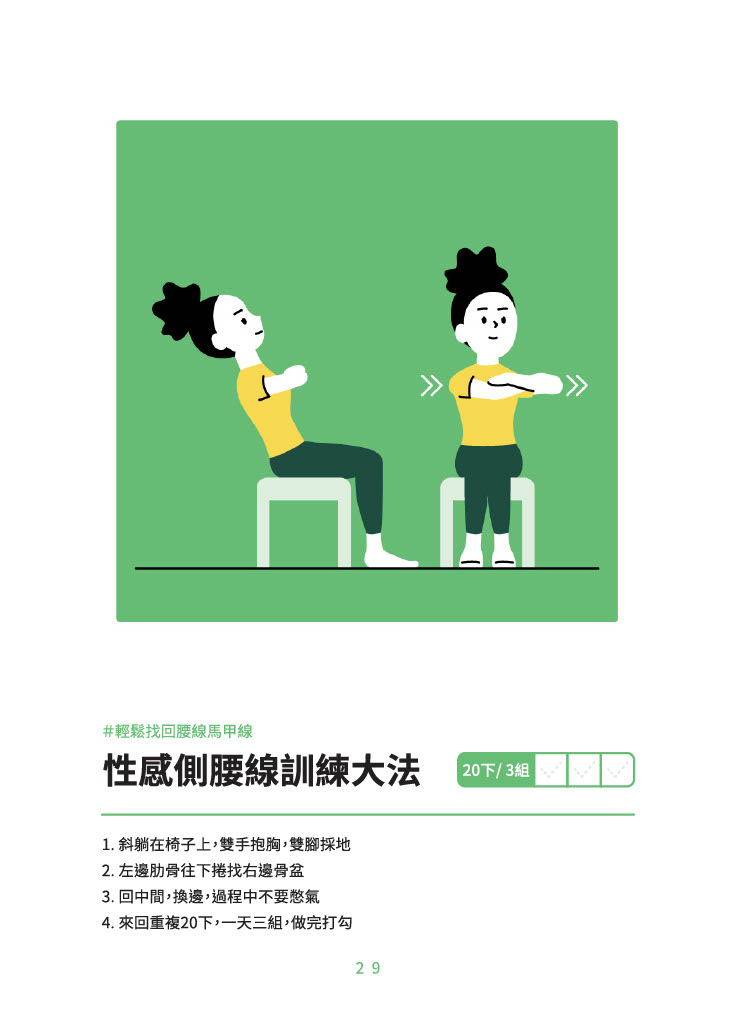 #輕鬆找回腰線馬甲線
性感側腰線訓練大法
20下/ 3組
1. 斜躺在椅子上，雙手抱胸，雙腳採地
2. 左邊肋骨往下捲找右邊骨盆
3. 回中間，換邊，過程中不要憋氣
4. 來回重複20下，一天三組，做完打勾
29